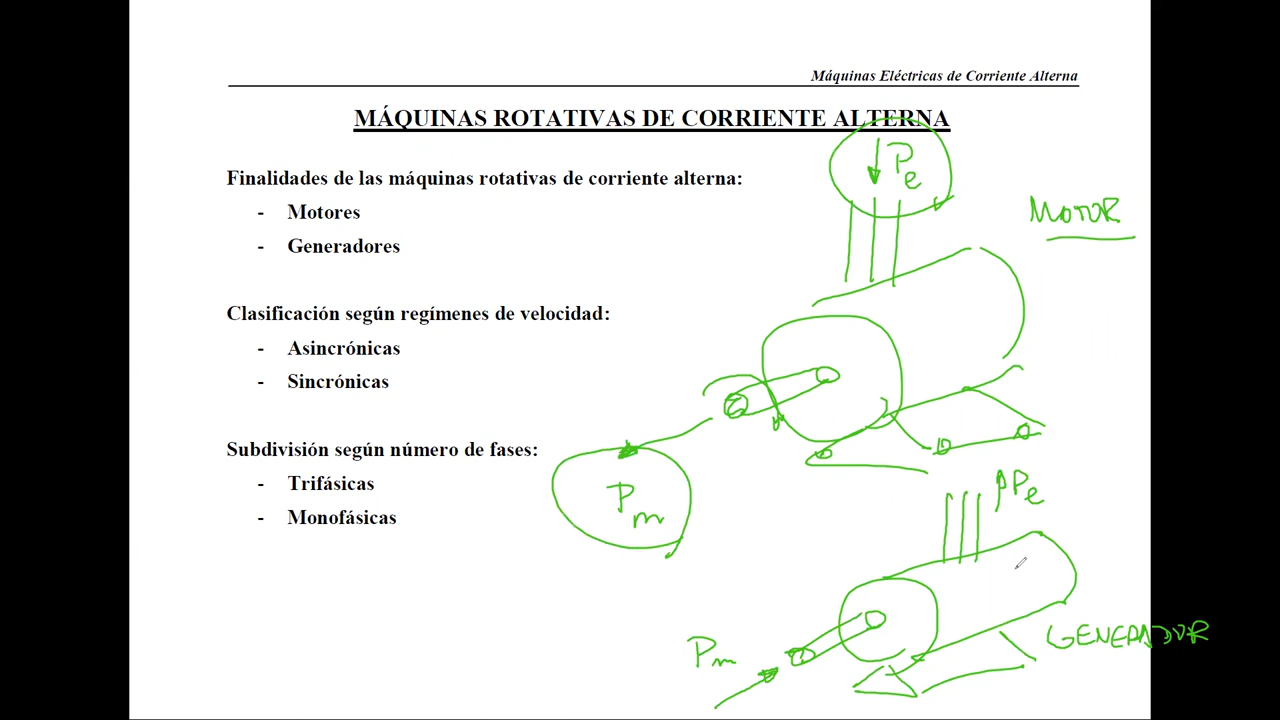 Máquinas Eléctricas de Corriente Alterna
MÁQUINAS ROTATIVAS DE CORRIENTE ALTERNA
Finalidades de las máquinas rotativas de corriente alterna:
- Motores
- Generadores
Clasificación según regímenes de velocidad:
- Asincrónicas
- Sincrónicas
Subdivisión según número de fases:
- Trifásicas
- Monofásicas
Pe
MOTOR
Pm
Pe
GENERADOR
Pm